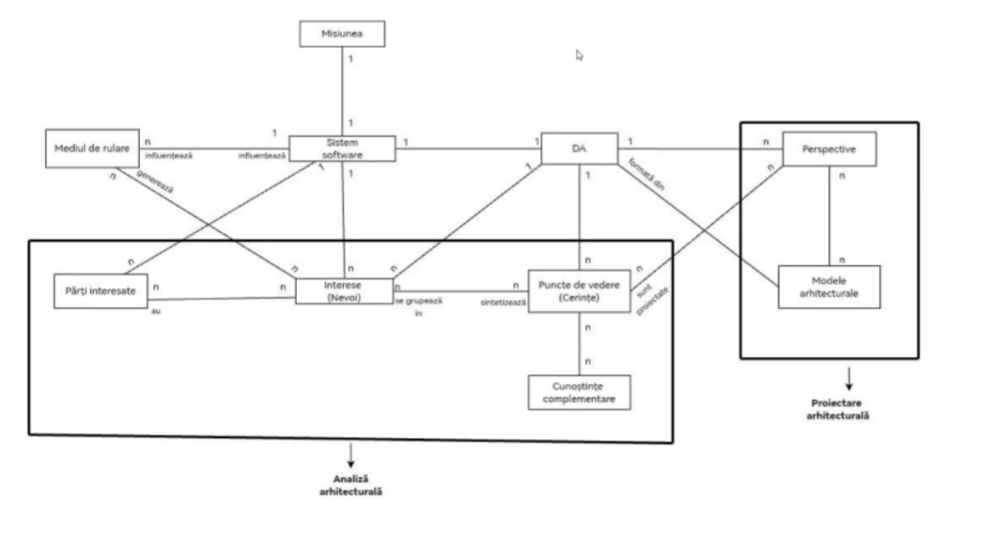 Misiunea
1
1
Mediul de rulare
n
influențează
1
influențează
Sistem
software
1
1
DA
1
n
Perspective
n
generează
1
1
1
1
formată din
n
n
n
n
n
n
n
n
n
Părți interesate
n
au
n
Interese
(Nevoi)
n
se grupează
în
n
sintetizează
Puncte de vedere
(Cerințe)
sunt
proiectate
Modele
arhitecturale
n
n
Cunoștințe
complementare
Proiectare
arhitecturală
Analiză
arhitecturală